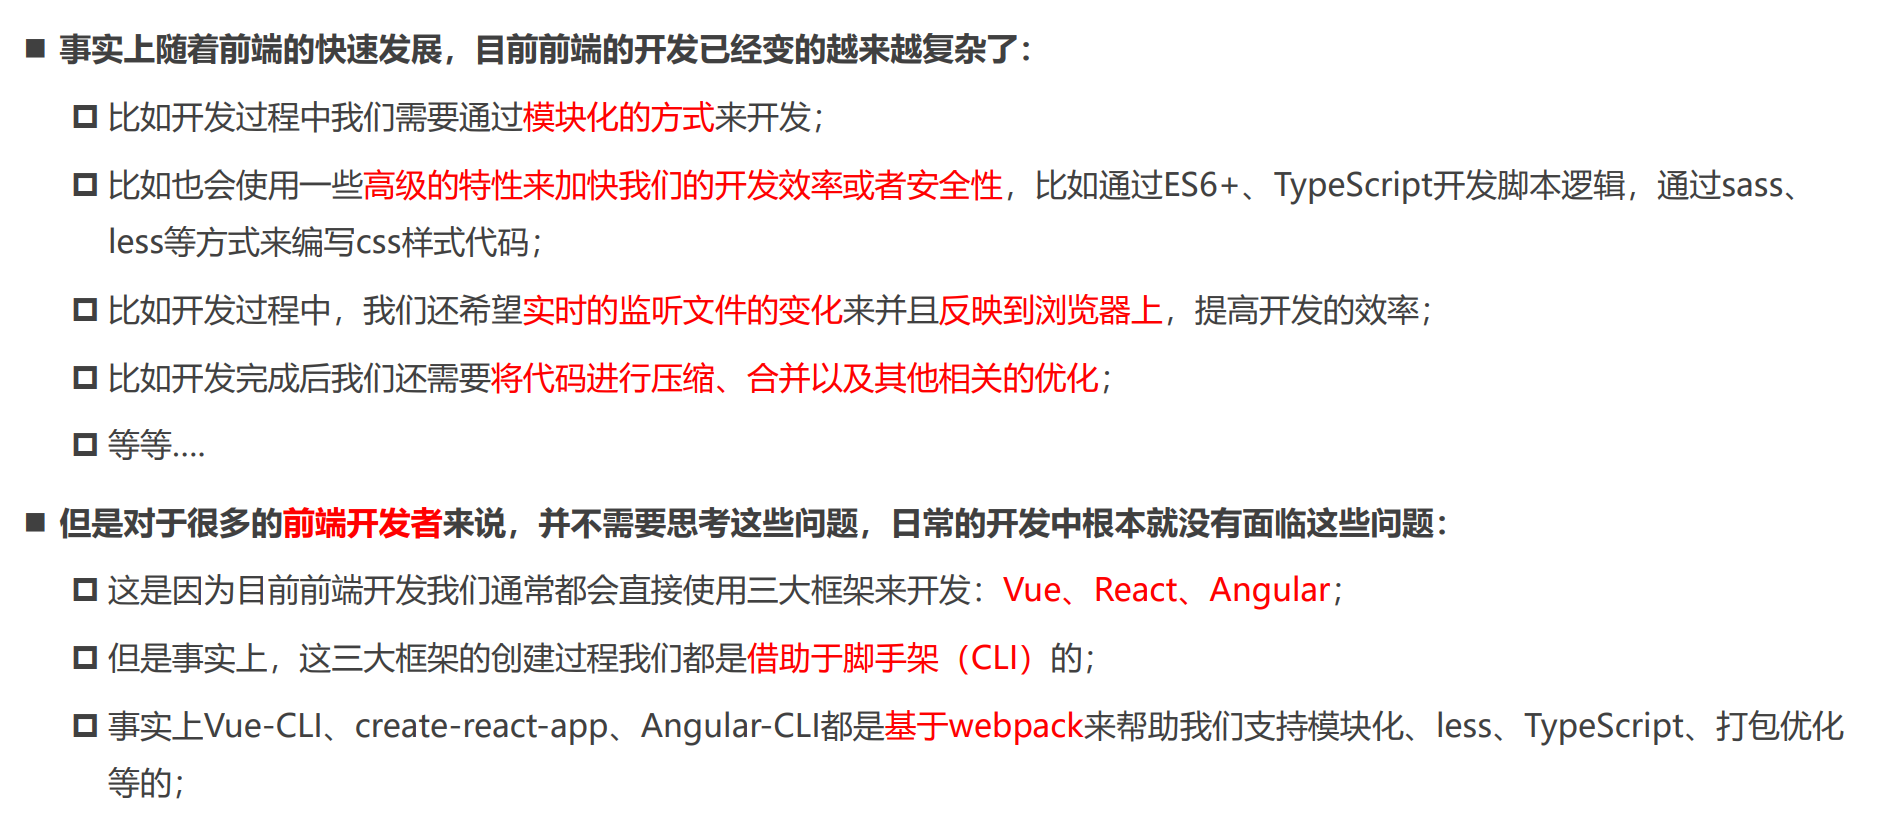 事实上随着前端的快速发展，目前前端的开发已经变的越来越复杂了：
比如开发过程中我们需要通过模块化的方式来开发；
比如也会使用一些高级的特性来加快我们的开发效率或者安全性，比如通过ES6+、TypeScript开发脚本逻辑，通过sass、
less等方式来编写css样式代码；
比如开发过程中，我们还希望实时的监听文件的变化来并且反映到浏览器上，提高开发的效率；
比如开发完成后我们还需要将代码进行压缩、合并以及其他相关的优化；
等等....
但是对于很多的前端开发者来说，并不需要思考这些问题，日常的开发中根本就没有面临这些问题：
这是因为目前前端开发我们通常都会直接使用三大框架来开发：Vue、React、Angular；
但是事实上，这三大框架的创建过程我们都是借助于脚手架（CLI）的；
事实上Vue-CLI、create-react-app、Angular-CLI都是基于webpack来帮助我们支持模块化、less、TypeScript、打包优化
等的；